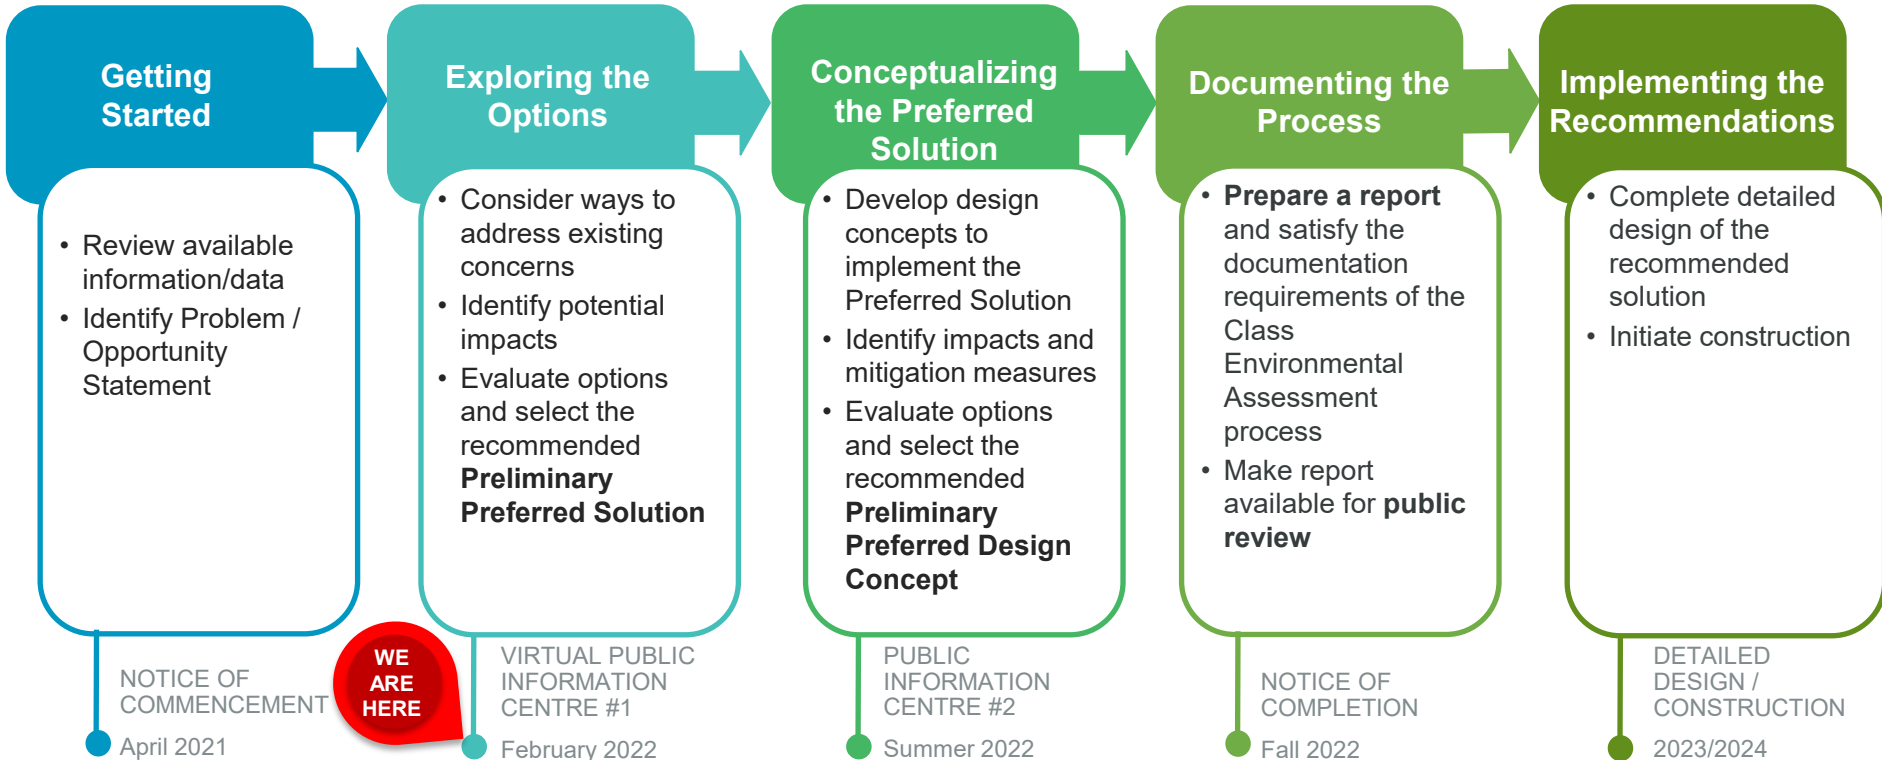 Getting
Started
Exploring the
Options
Conceptualizing
the Preferred
Solution
Documenting the
Process
Implementing the
Recommendations
• Review available
information/data
• Identify Problem /
Opportunity
Statement
• Consider ways to
address existing
concerns
• Identify potential
impacts
• Evaluate options
and select the
recommended
Preliminary
Preferred Solution
• Develop design
concepts to
implement the
Preferred Solution
• Identify impacts and
mitigation measures
• Evaluate options
and select the
recommended
Preliminary
Preferred Design
Concept
• Prepare a report
and satisfy the
documentation
requirements of the
Class
Environmental
Assessment
process
• Make report
available for public
review
• Complete detailed
design of the
recommended
solution
• Initiate construction
NOTICE OF
COMMENCEMENT
April 2021
WE
ARE
HERE
VIRTUAL PUBLIC
INFORMATION
CENTRE #1
February 2022
PUBLIC
INFORMATION
CENTRE #2
Summer 2022
NOTICE OF
COMPLETION
Fall 2022
DETAILED
DESIGN /
CONSTRUCTION
2023/2024